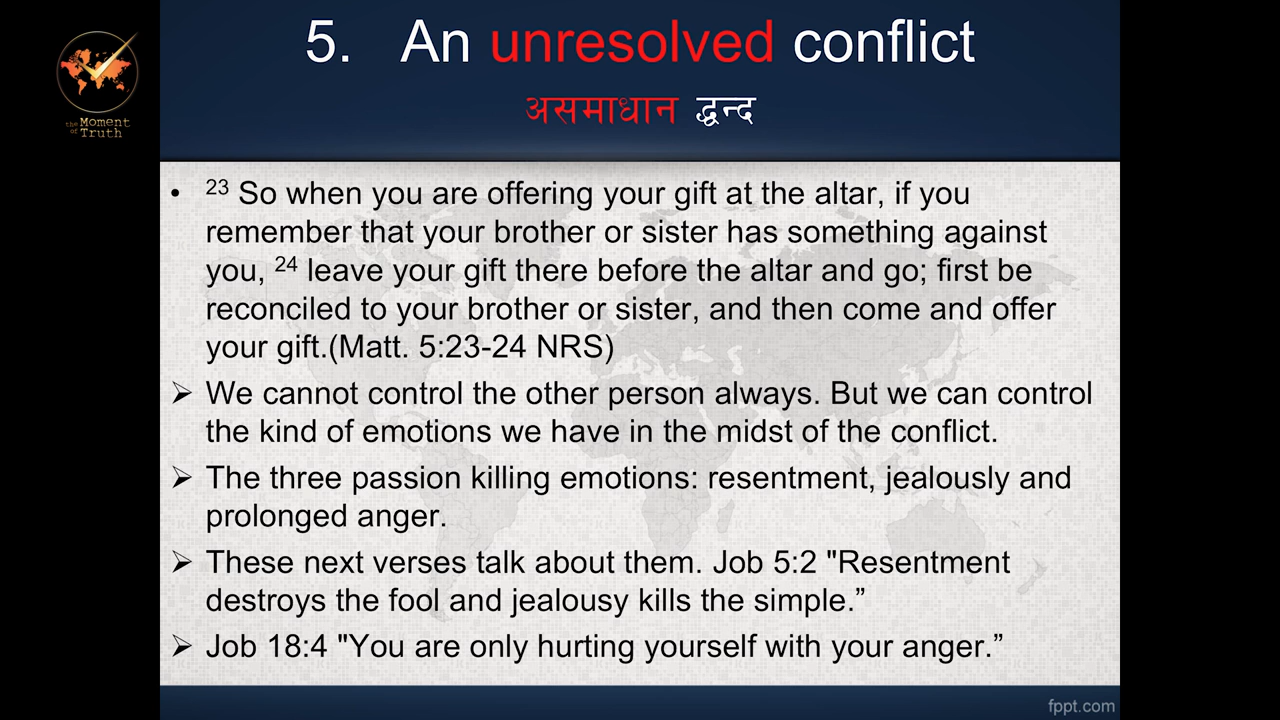 5. An unresolved conflict
असमाधान द्धन्द
the Moment
of Truth
• 23 So when you are offering your gift at the altar, if you
remember that your brother or sister has something against
you, 24 leave your gift there before the altar and go; first be
reconciled to your brother or sister, and then come and offer
your gift.(Matt. 5:23-24 NRS)
➢ We cannot control the other person always. But we can control
the kind of emotions we have in the midst of the conflict.
➢ The three passion killing emotions: resentment, jealously and
prolonged anger.
➢ These next verses talk about them. Job 5:2 "Resentment
destroys the fool and jealousy kills the simple.”
➢ Job 18:4 "You are only hurting yourself with your anger.”
fppt.com